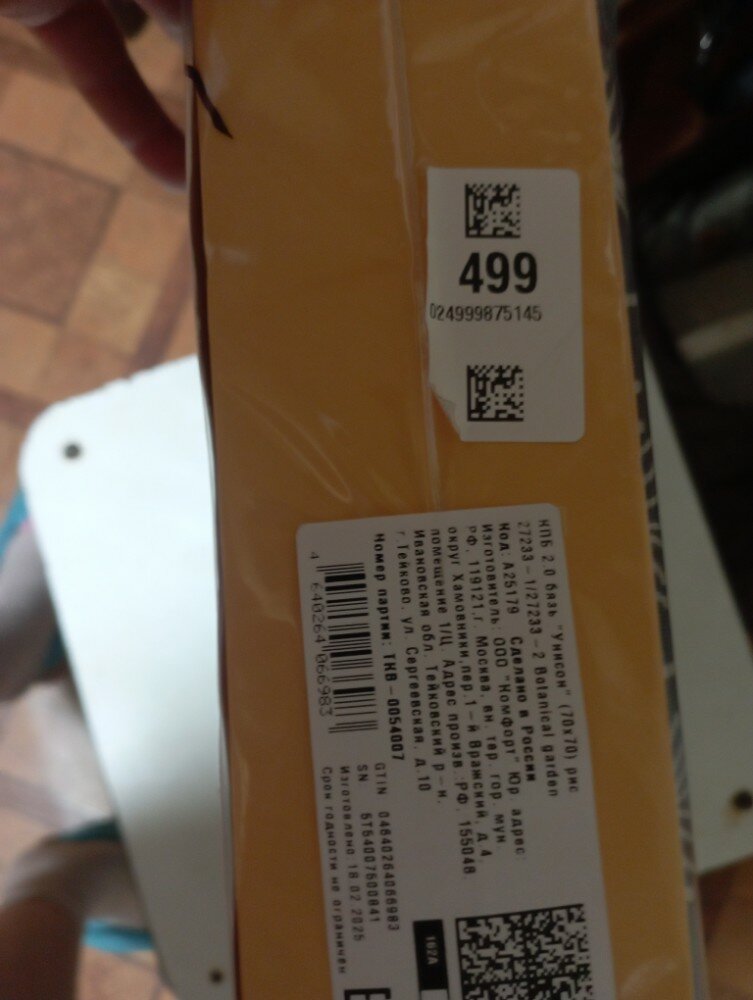 499
024999875145
КПБ 2.0 бязь "Унисон" (70х70) рис
27233-1/27233-2 Botanical garden
Код: А25179 Сделано в России
Изготовитель: ООО "Комфорт" Юр. адрес:
РФ, 119121,г. Москва, вн. тер. гор. мун
округ Хамовники,пер.1-й Вражский, д.4,
помещение 1/Ц. Адрес произв.:РФ, 155048,
Ивановская обл. Тейковский р-н,
г.Тейково, ул. Сергеевская, д.10
Номер партии: ТКВ-0054007
4 640264 066983
GTIN 04640264066983
SN 6T54007500841
Изготовлено:18.02.2025
Срок годности не ограничен